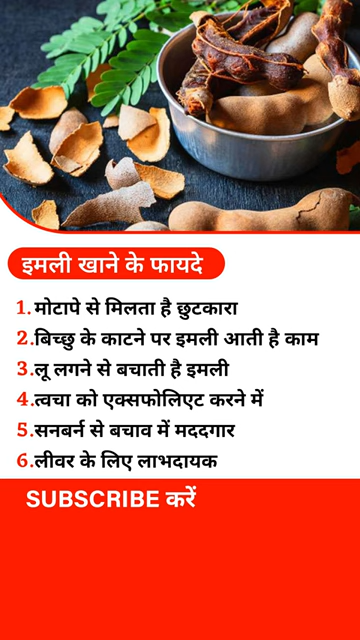 इमली खाने के फायदे
1. मोटापे से मिलता है छुटकारा
2.बिच्छु के काटने पर इमली आती है काम
3.लू लगने से बचाती है इमली
4.त्वचा को एक्सफोलिएट करने में
5.सनबर्न से बचाव में मददगार
6.लीवर के लिए लाभदायक
SUBSCRIBE करें